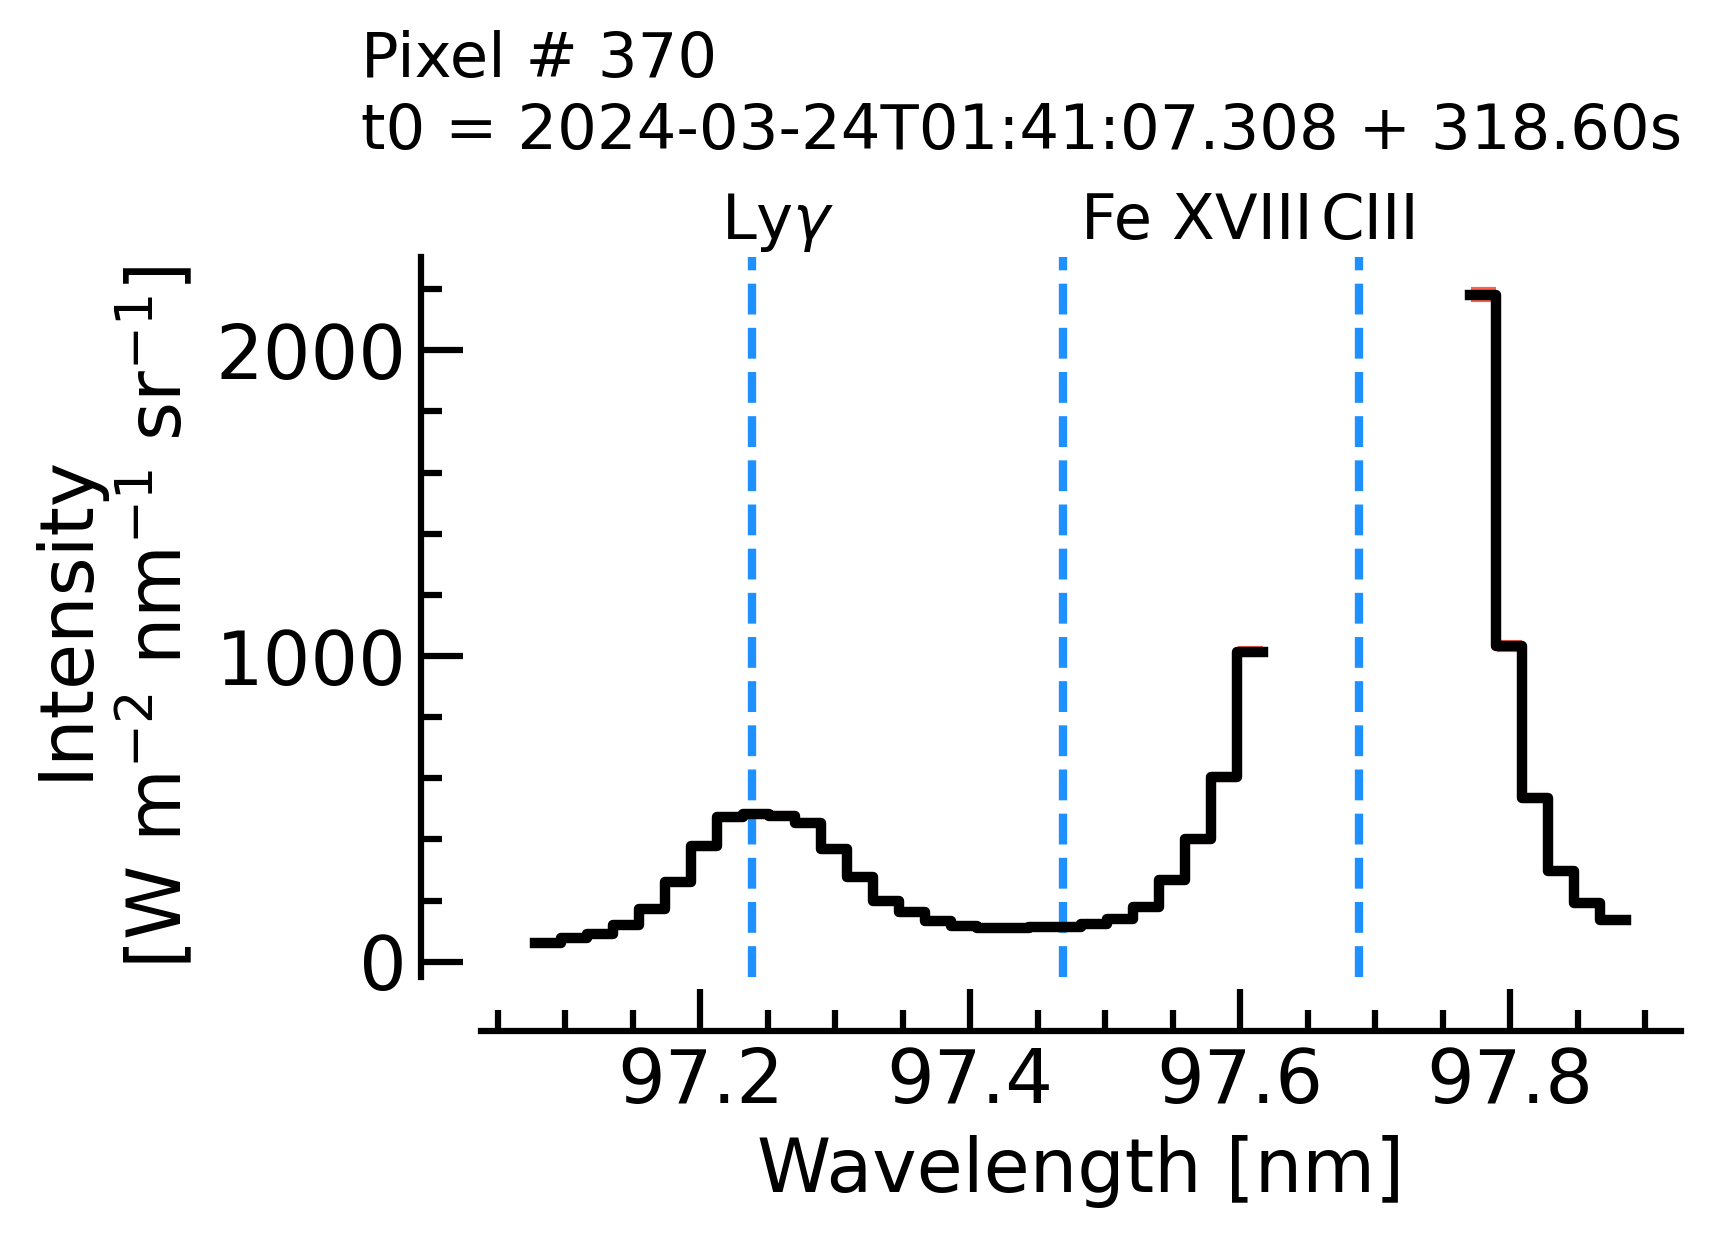 Pixel # 370
t0 = 2024-03-24T01:41:07.308 + 318.60s
Lyγ Fe XVIII CIII
Intensity
[W m⁻² nm⁻¹ sr⁻¹]
2000
1000
0
97.2 97.4 97.6 97.8
Wavelength [nm]